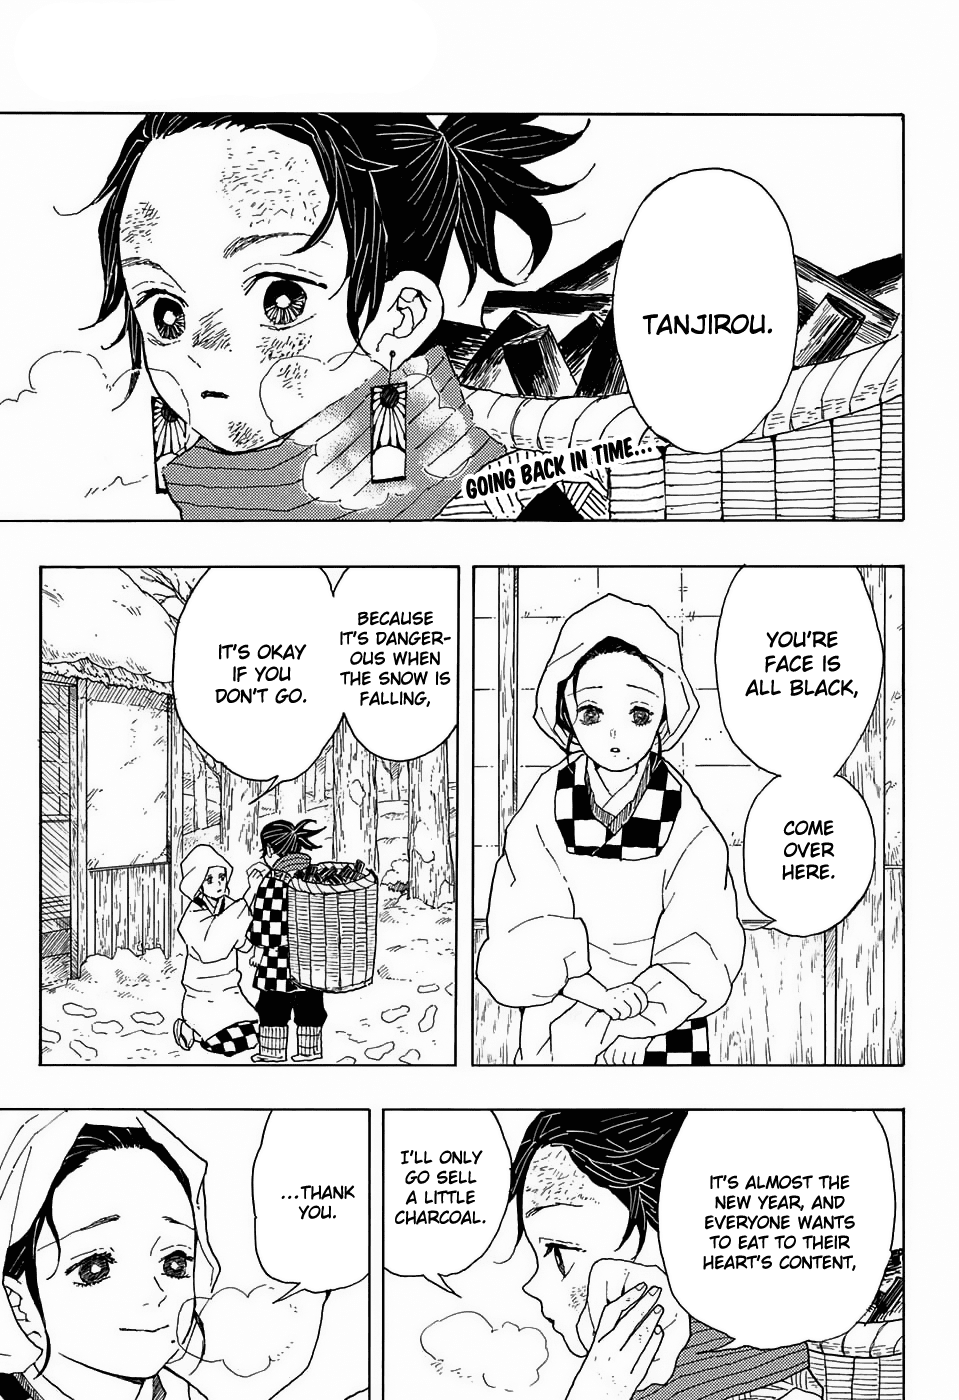 TANJIROU.
GOING BACK IN TIME...
YOU'RE
FACE IS
ALL BLACK,
COME
OVER
HERE.
BECAUSE
IT'S DANGER-
OUS WHEN
THE SNOW IS
FALLING,
IT'S OKAY
IF YOU
DON'T GO.
IT'S ALMOST THE
NEW YEAR, AND
EVERYONE WANTS
TO EAT TO THEIR
HEART'S CONTENT,
I'LL ONLY
GO SELL
A LITTLE
CHARCOAL.
...THANK
YOU.